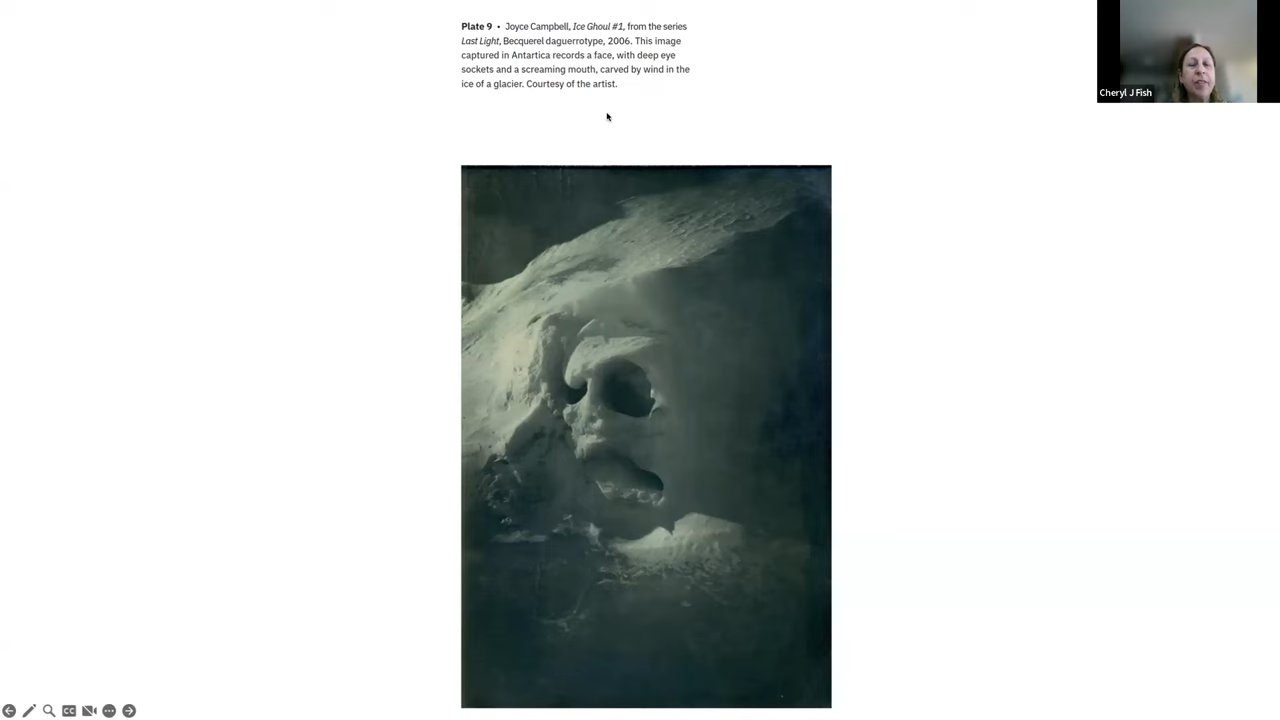 Plate 9 • Joyce Campbell, Ice Ghoul #1, from the series
Last Light, Becquerel daguerrotype, 2006. This image
captured in Antartica records a face, with deep eye
sockets and a screaming mouth, carved by wind in the
ice of a glacier. Courtesy of the artist.
Cheryl J Fish
CC